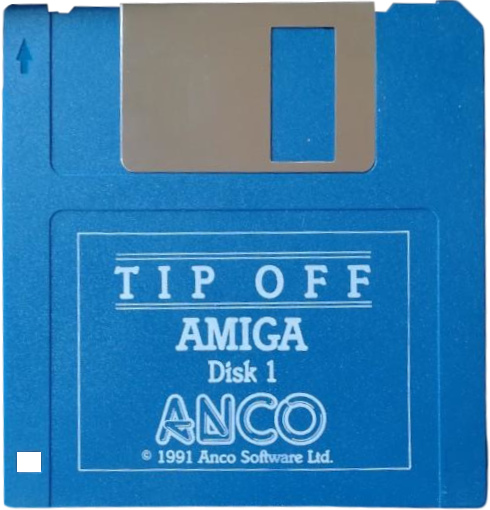 TIP OFF
AMIGA
Disk 1
ANCO
© 1991 Anco Software Ltd.